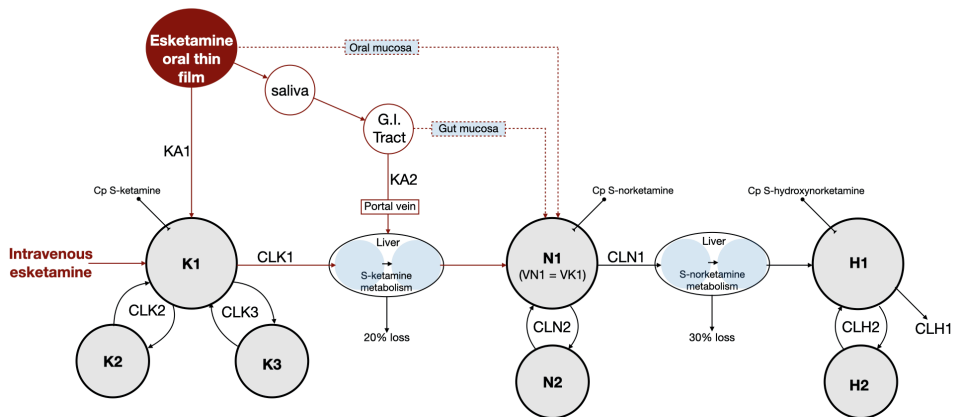 Esketamine
oral thin
film
Oral mucosa
saliva
G.I.
Tract
Gut mucosa
KA1
KA2
Cp S-ketamine
Portal vein
Cp S-norketamine
Cp S-hydroxynorketamine
Intravenous
esketamine
K1
CLK1
Liver
S-ketamine
metabolism
N1
(VN1 = VK1)
CLN1
Liver
S-norketamine
metabolism
H1
CLK2
CLK3
20% loss
CLN2
30% loss
CLH2
CLH1
K2
K3
N2
H2